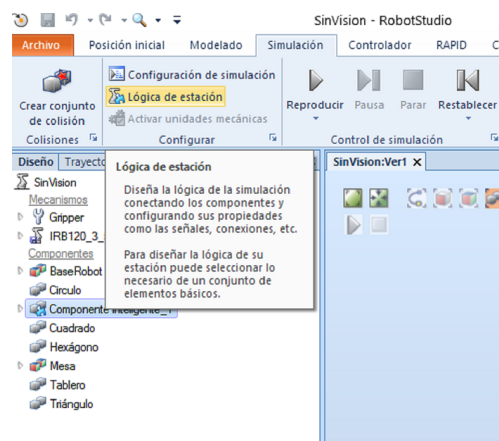 SinVision - RobotStudio
Archivo Posición inicial Modelado Simulación Controlador RAPID
Crear conjunto de colisión
Configuración de simulación
Lógica de estación
Activar unidades mecánicas
Reproducir Pausa Parar Restablecer
Colisiones Configurar Control de simulación
Diseño Trayecto
SinVision:Ver1
Lógica de estación
Diseña la lógica de la simulación
conectando los componentes y
configurando sus propiedades
como las señales, conexiones, etc.
Para diseñar la lógica de su
estación puede seleccionar lo
necesario de un conjunto de
elementos básicos.
SinVision
Mecanismos
Gripper
IRB120_3_
Componentes
BaseRobot
Circulo
Componente Inteligente_1
Cuadrado
Hexágono
Mesa
Tablero
Triángulo